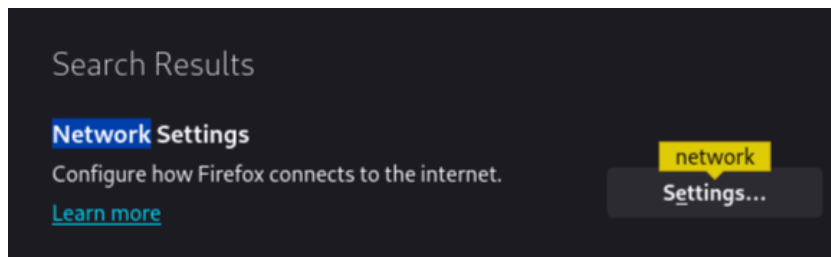 Search Results
Network Settings
Configure how Firefox connects to the internet.
Learn more
network
Settings...